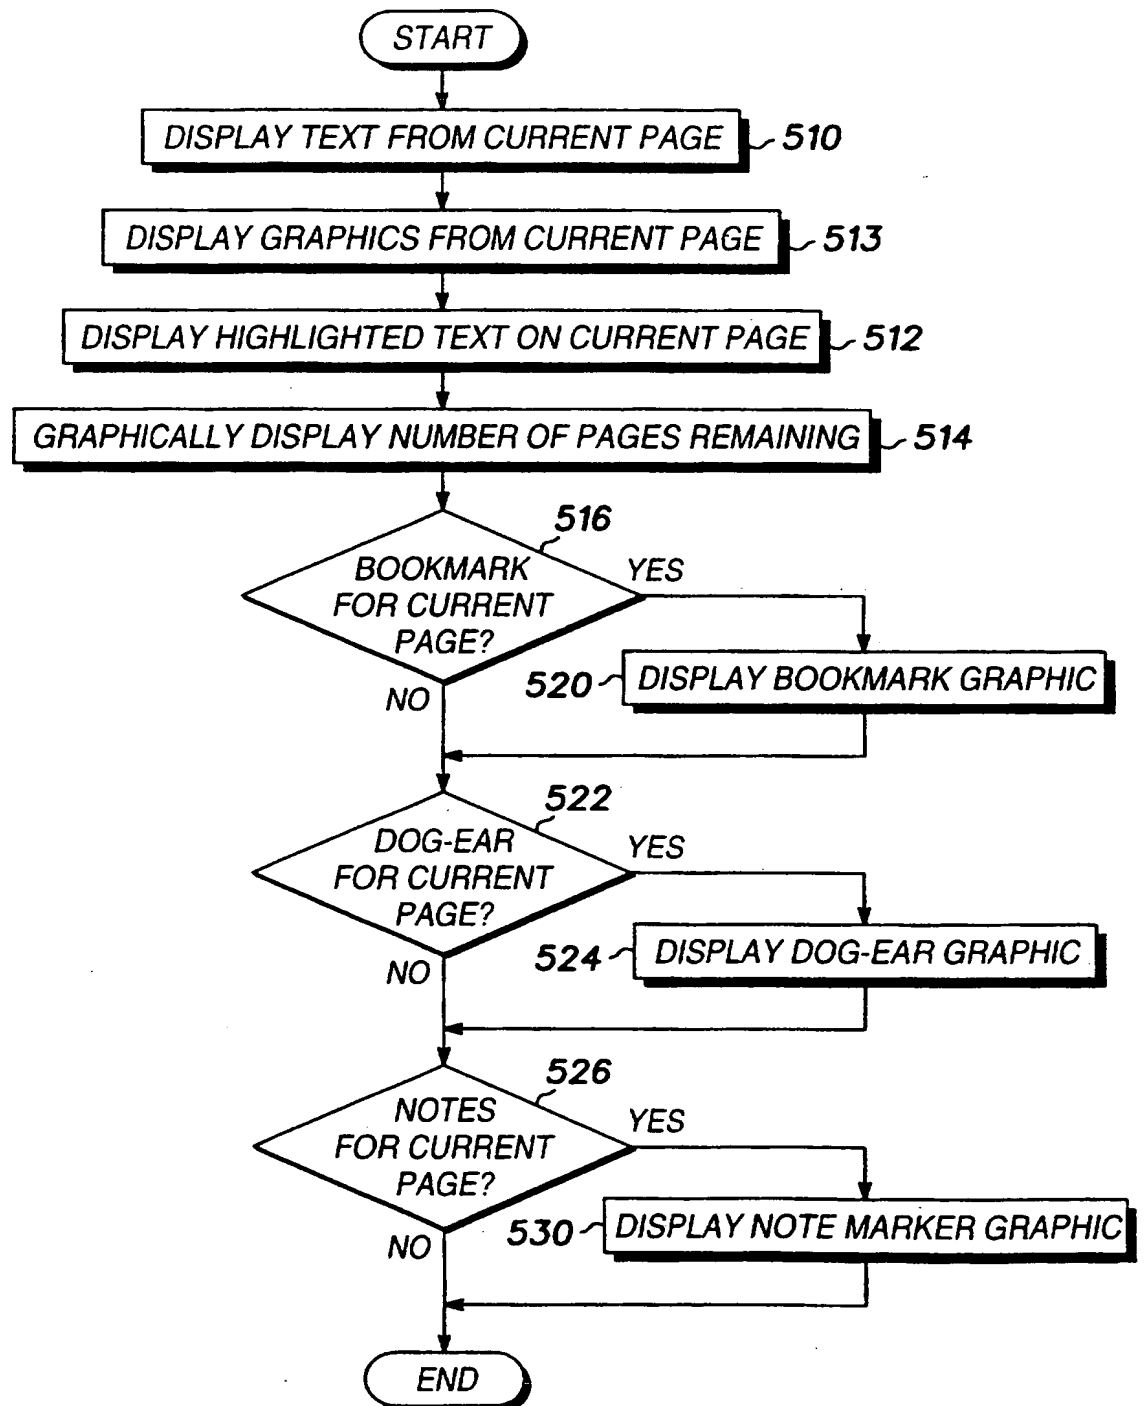 START
DISPLAY TEXT FROM CURRENT PAGE 510
DISPLAY GRAPHICS FROM CURRENT PAGE 513
DISPLAY HIGHLIGHTED TEXT ON CURRENT PAGE 512
GRAPHICALLY DISPLAY NUMBER OF PAGES REMAINING 514
516
BOOKMARK
FOR CURRENT
PAGE?
YES
520 DISPLAY BOOKMARK GRAPHIC
NO
522
DOG-EAR
FOR CURRENT
PAGE?
YES
524 DISPLAY DOG-EAR GRAPHIC
NO
526
NOTES
FOR CURRENT
PAGE?
YES
530 DISPLAY NOTE MARKER GRAPHIC
NO
END